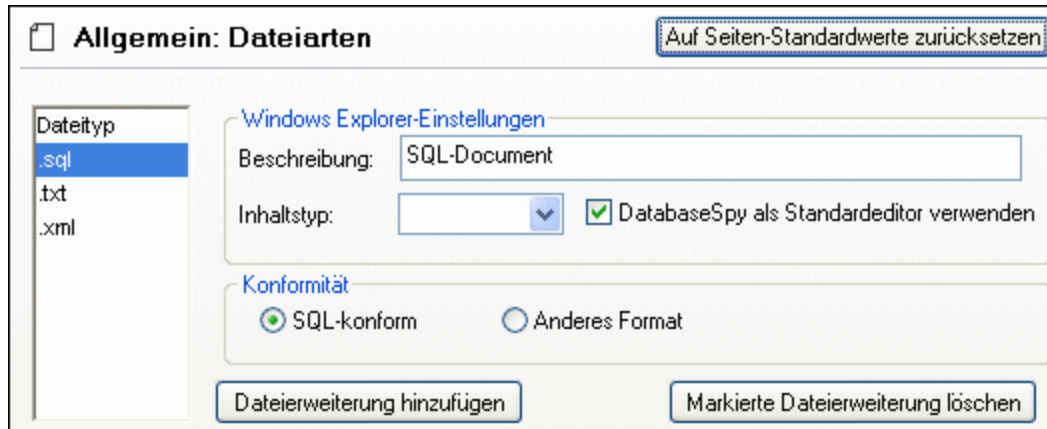 Allgemein: Dateiarten
Auf Seiten-Standardwerte zurücksetzen
Dateityp
.sql
.txt
.xml
Windows Explorer-Einstellungen
Beschreibung: SQL-Document
Inhaltstyp: DatabaseSpy als Standardeditor verwenden
Konformität
SQL-konform Anderes Format
Dateierweiterung hinzufügen Markierte Dateierweiterung löschen